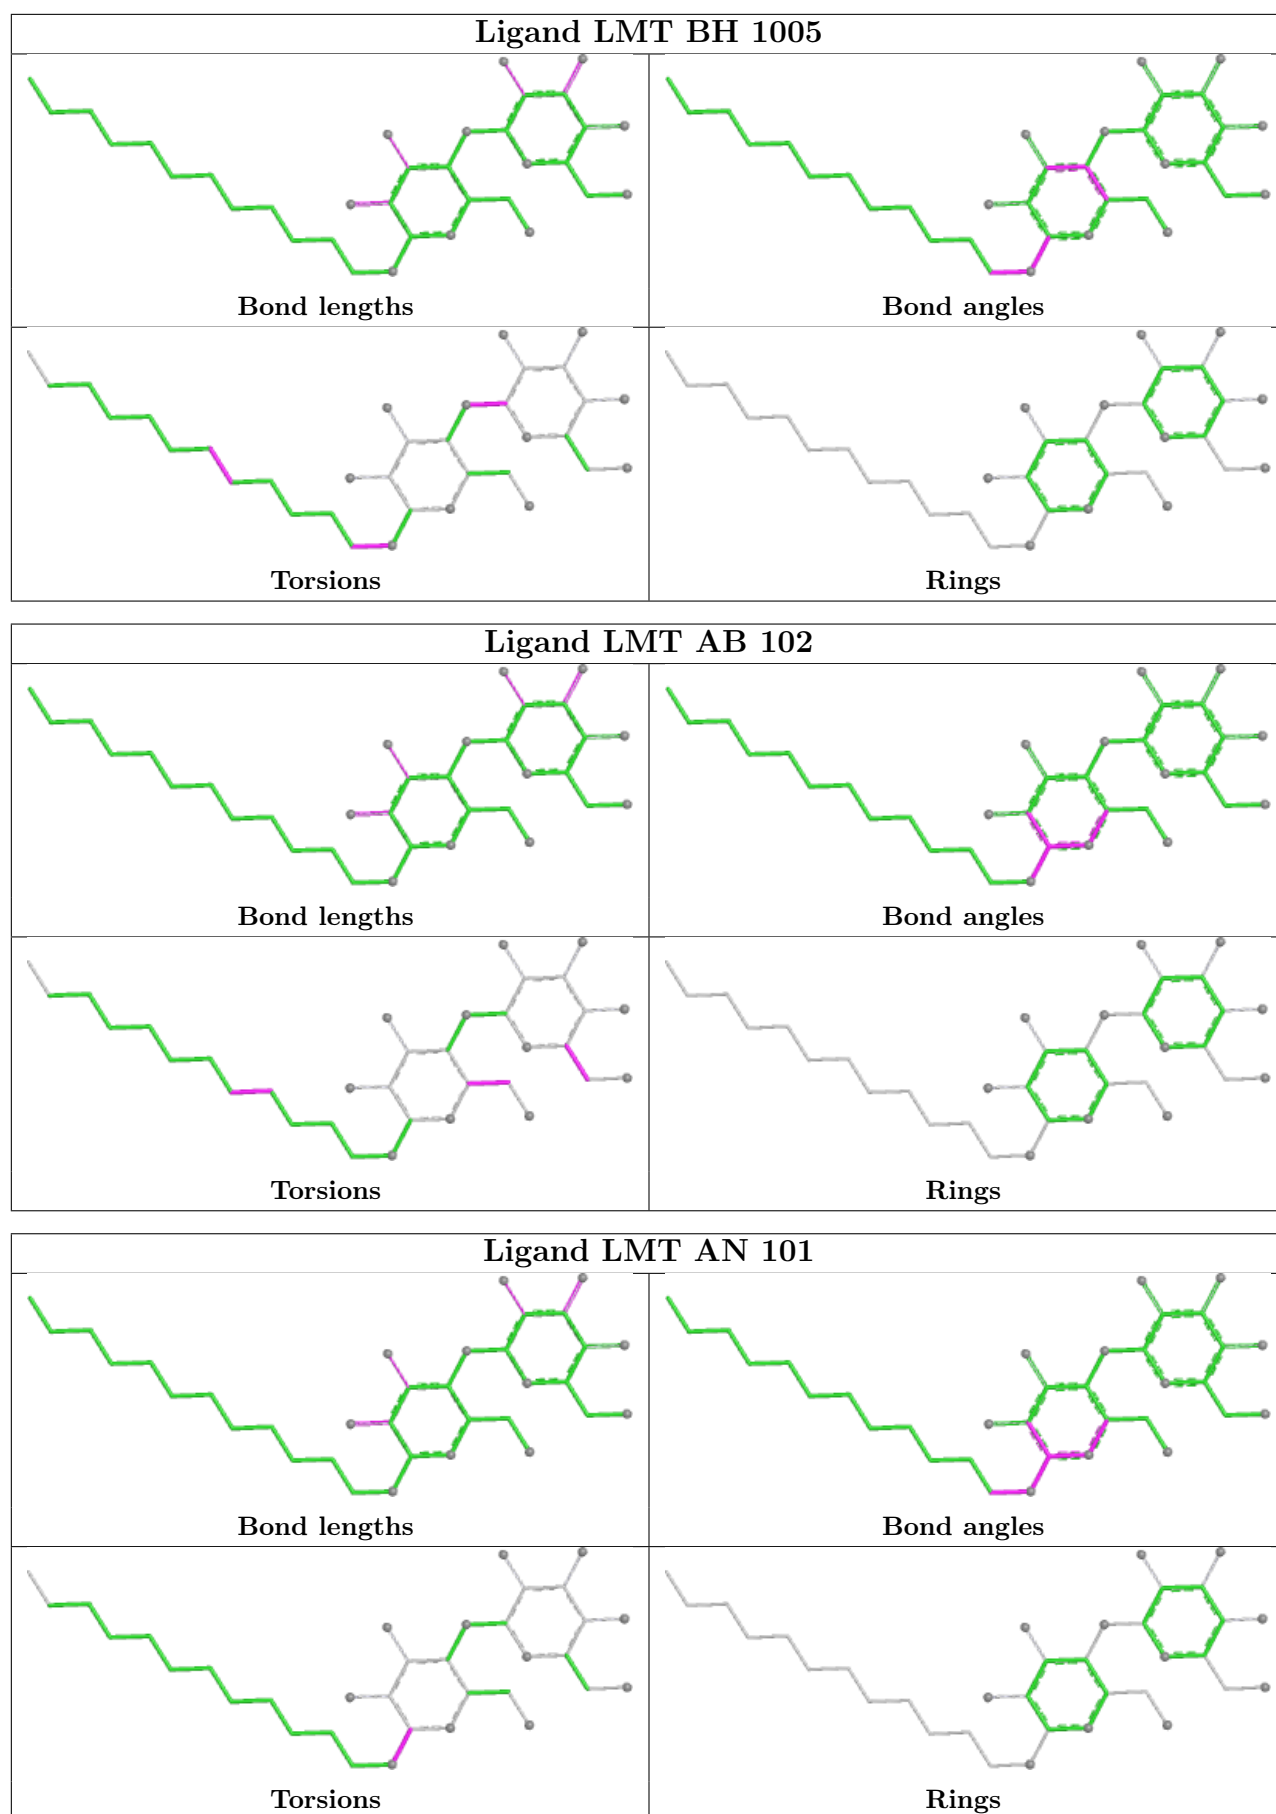 Ligand LMT BH 1005
Bond lengths
Bond angles
Torsions
Rings
Ligand LMT AB 102
Bond lengths
Bond angles
Torsions
Rings
Ligand LMT AN 101
Bond lengths
Bond angles
Torsions
Rings